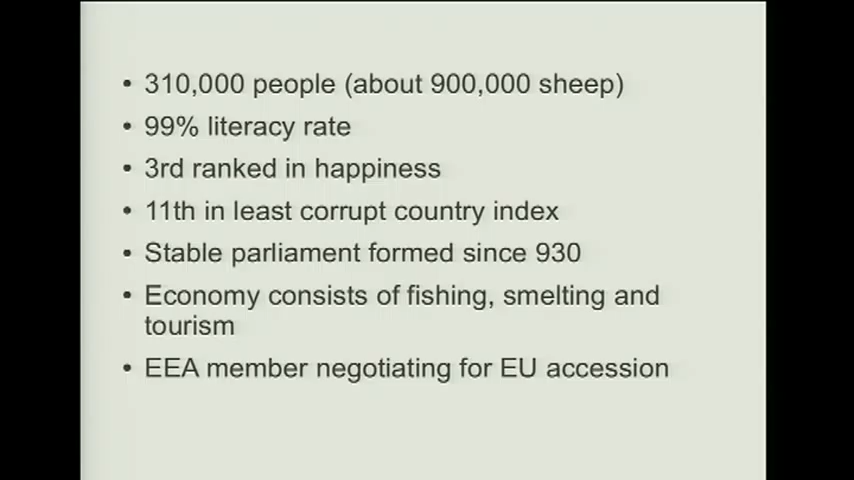 • 310,000 people (about 900,000 sheep)
• 99% literacy rate
• 3rd ranked in happiness
• 11th in least corrupt country index
• Stable parliament formed since 930
• Economy consists of fishing, smelting and
tourism
• EEA member negotiating for EU accession